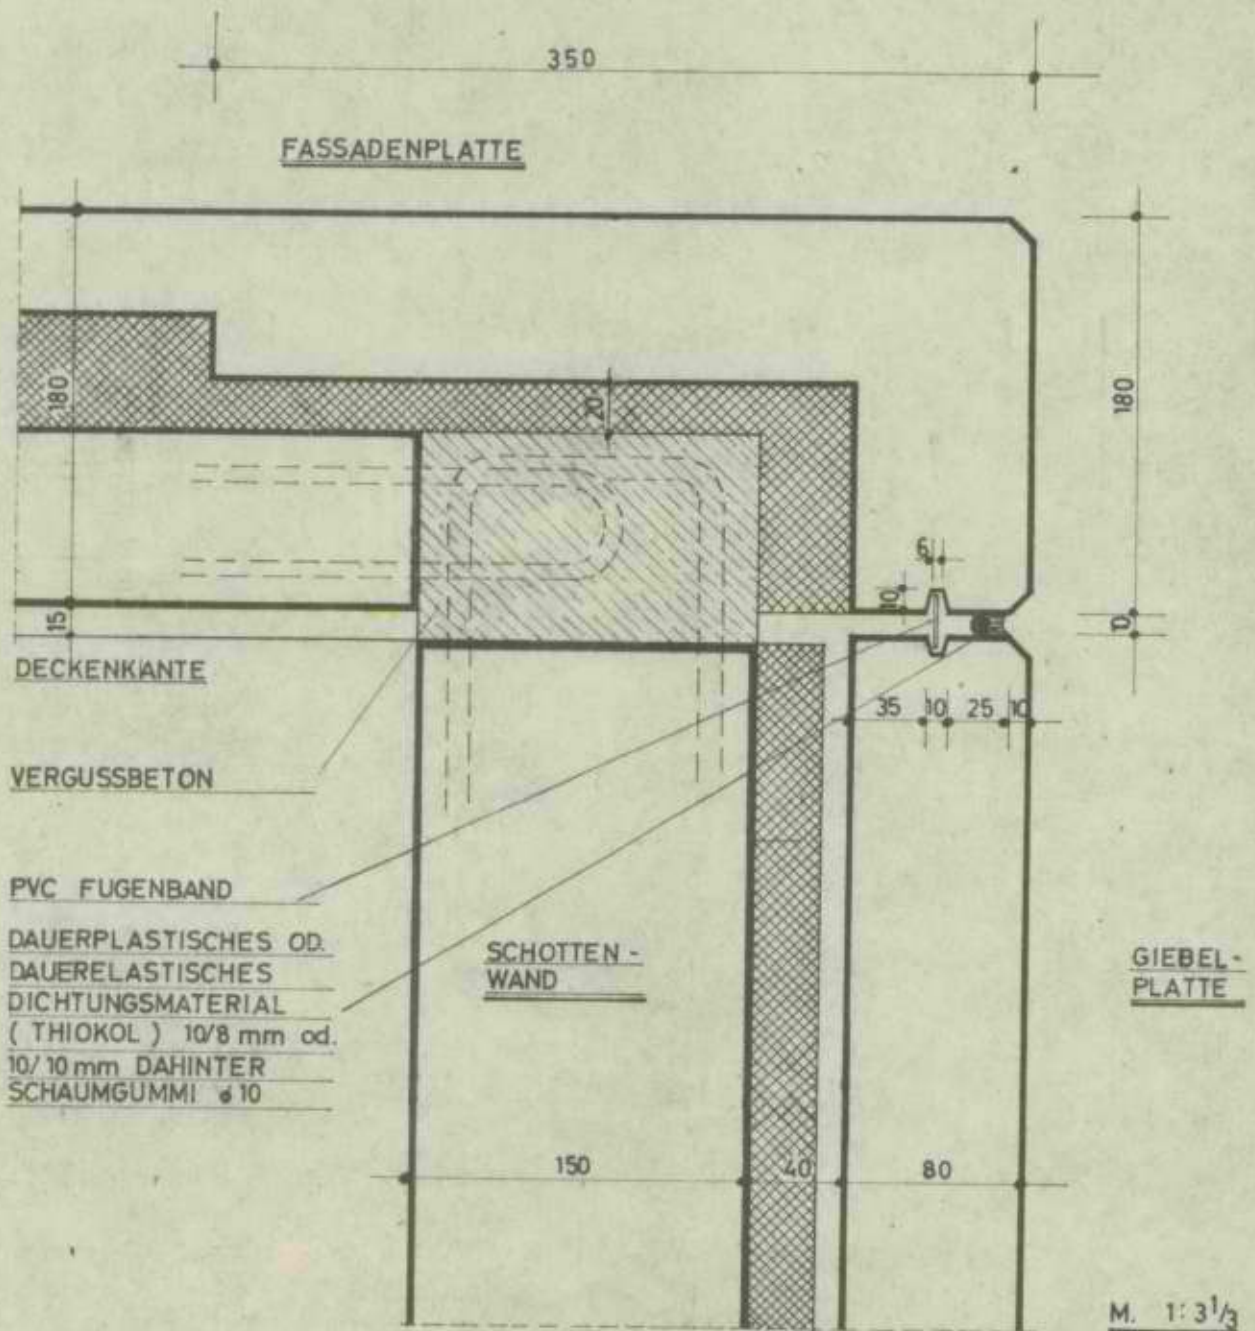 350
FASSADENPLATTE
180
180
20
6
10
10
15
DECKENKANTE
35 10 25 10
VERGUSSBETON
PVC FUGENBAND
DAUERPLASTISCHES OD.
DAUERELASTISCHES
DICHTUNGSMATERIAL
( THIOKOL ) 10/8 mm od.
10/10 mm DAHINTER
SCHAUMGUMMI ø 10
SCHOTTEN-
WAND
GIEBEL-
PLATTE
150 40 80
M. 1:3 1/3